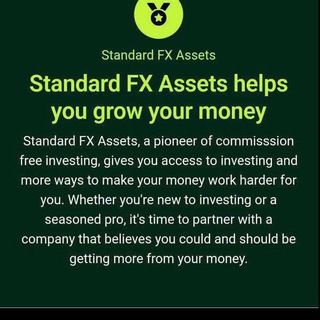 Standard FX Assets
Standard FX Assets helps
you grow your money
Standard FX Assets, a pioneer of commisssion
free investing, gives you access to investing and
more ways to make your money work harder for
you. Whether you're new to investing or a
seasoned pro, it's time to partner with a
company that believes you could and should be
getting more from your money.